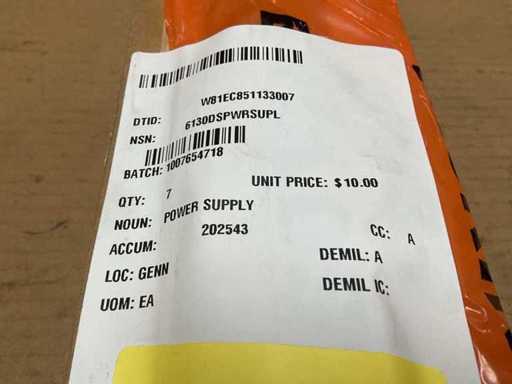 DTID: W81EC851133007
NSN: 6130DSPWRSUPL
BATCH: 1007654718
QTY: 7 UNIT PRICE: $10.00
NOUN: POWER SUPPLY
ACCUM: 202543 CC: A
LOC: GENN DEMIL: A
UOM: EA DEMIL IC: